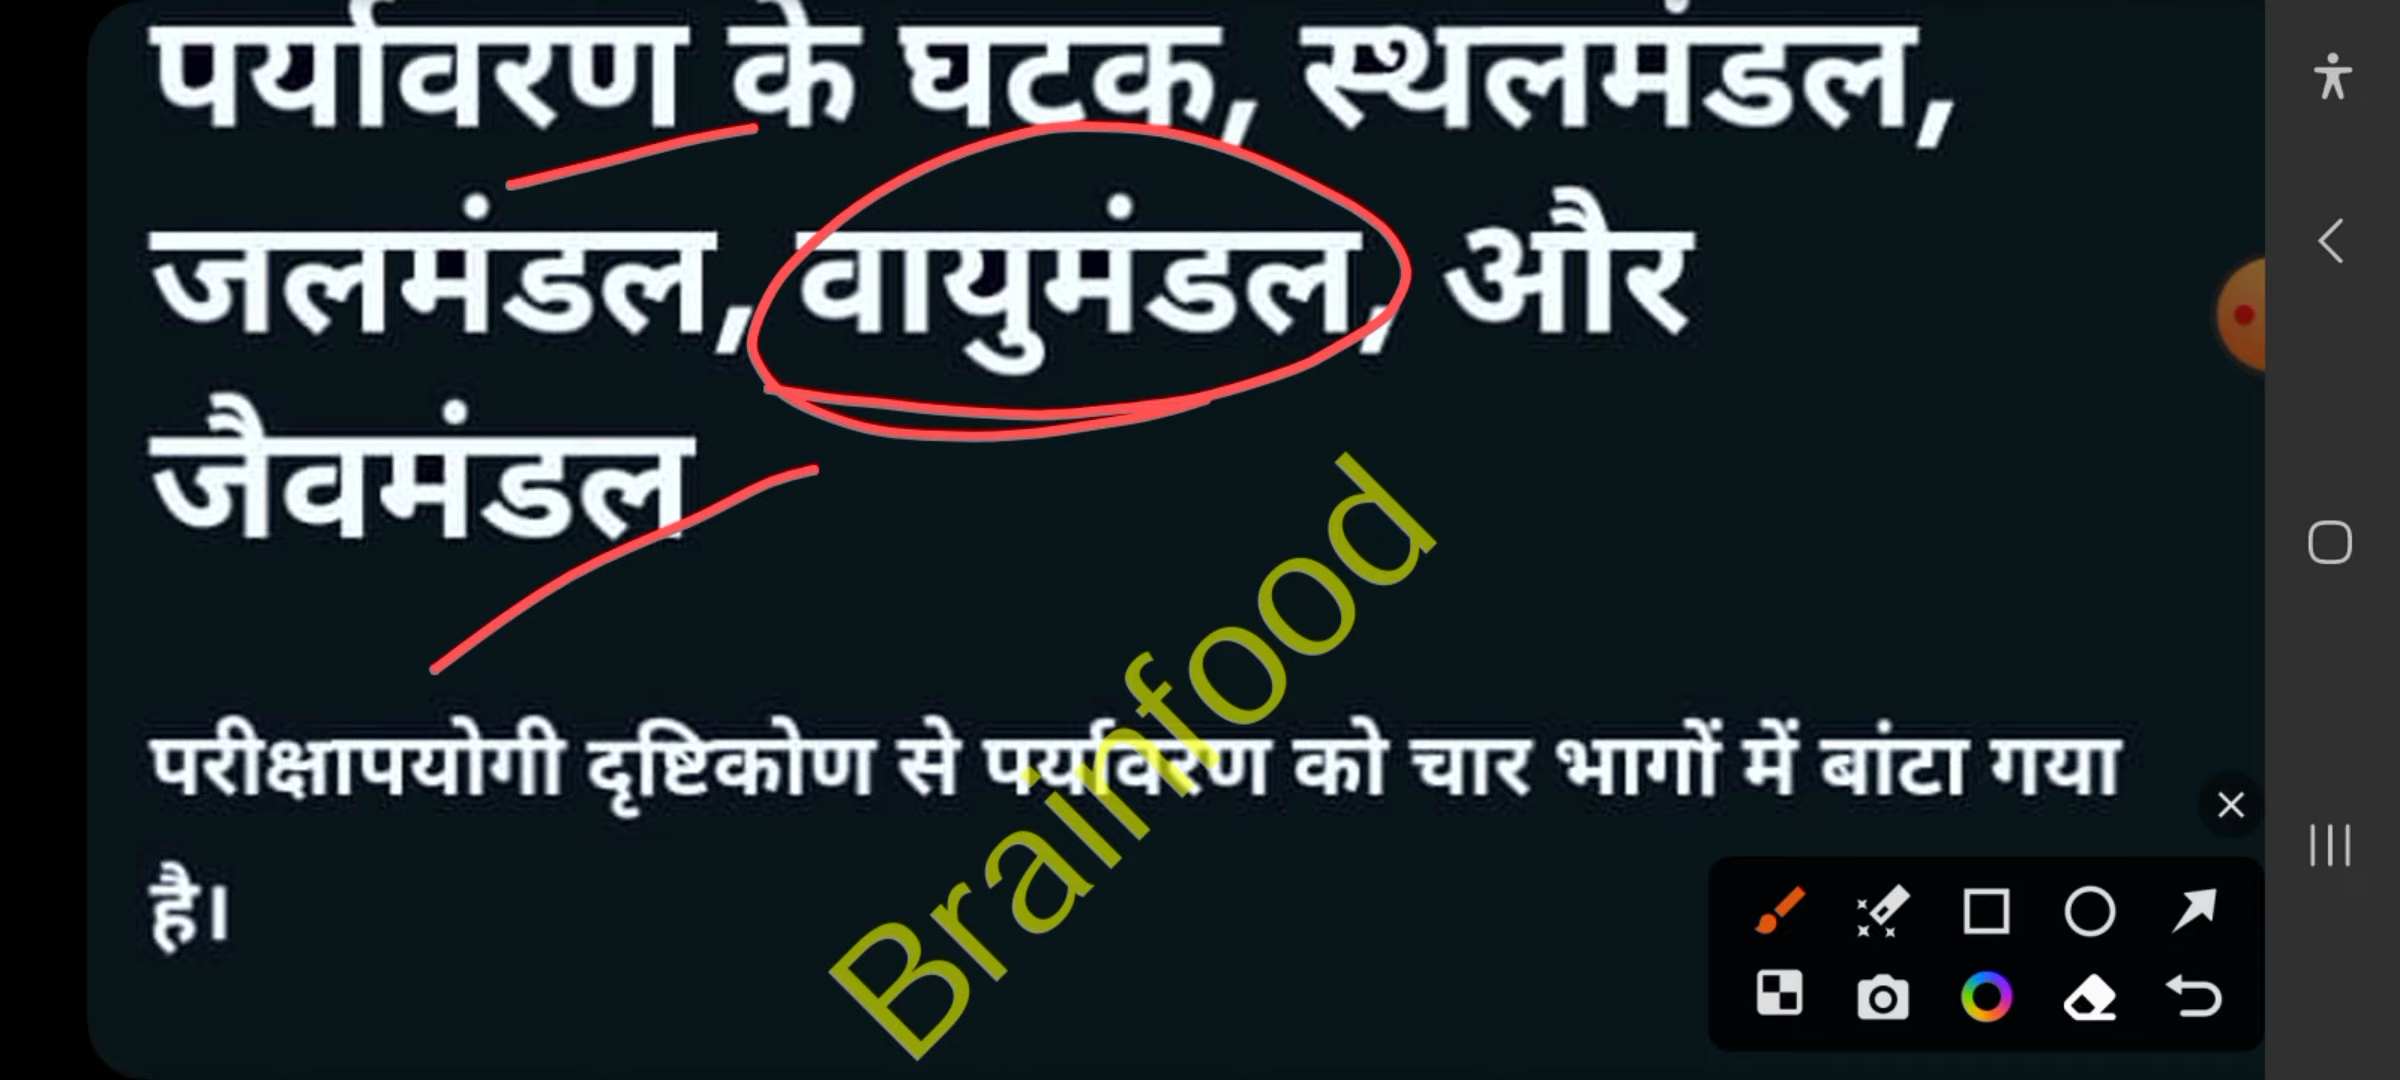 पर्यावरण के घटक, स्थलमंडल,
जलमंडल, वायुमंडल, और
जैवमंडल
परीक्षापयोगी दृष्टिकोण से पर्यावरण को चार भागों में बांटा गया
है।
Brainfood